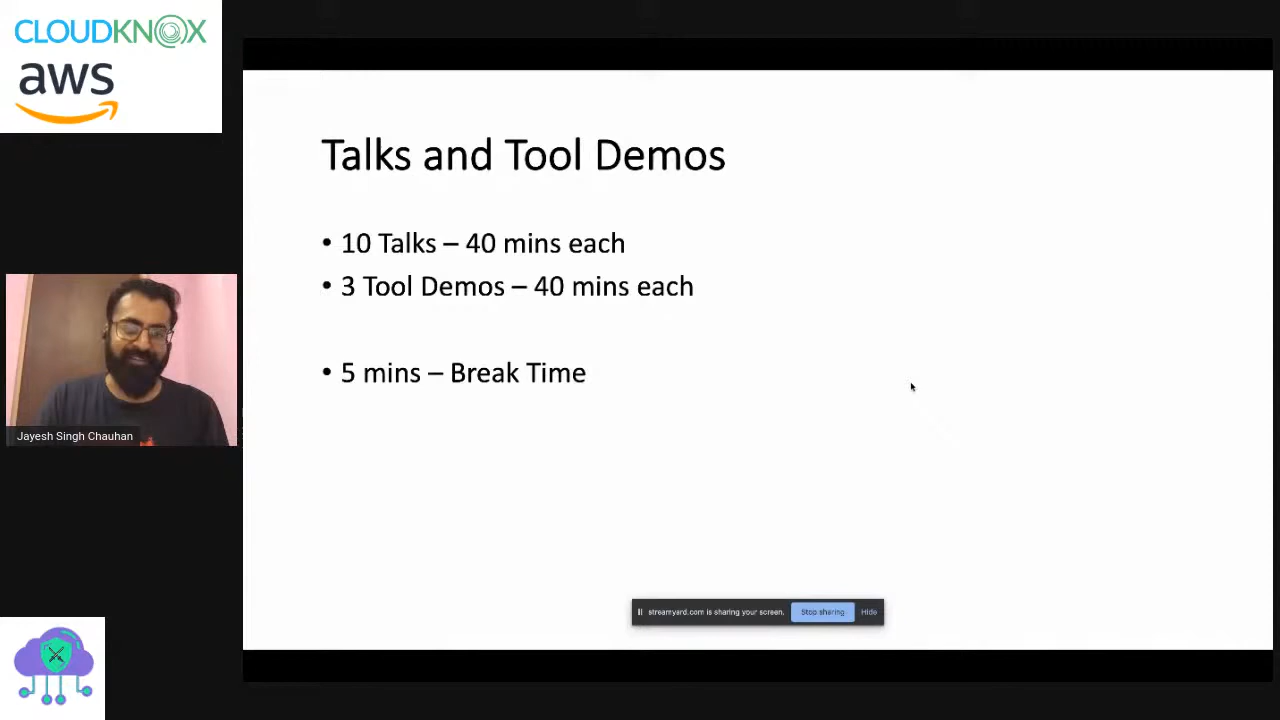 CLOUDKNOX
aws
Talks and Tool Demos
• 10 Talks – 40 mins each
• 3 Tool Demos – 40 mins each
• 5 mins – Break Time
Jayesh Singh Chauhan
streamyard.com is sharing your screen. Stop sharing Hide